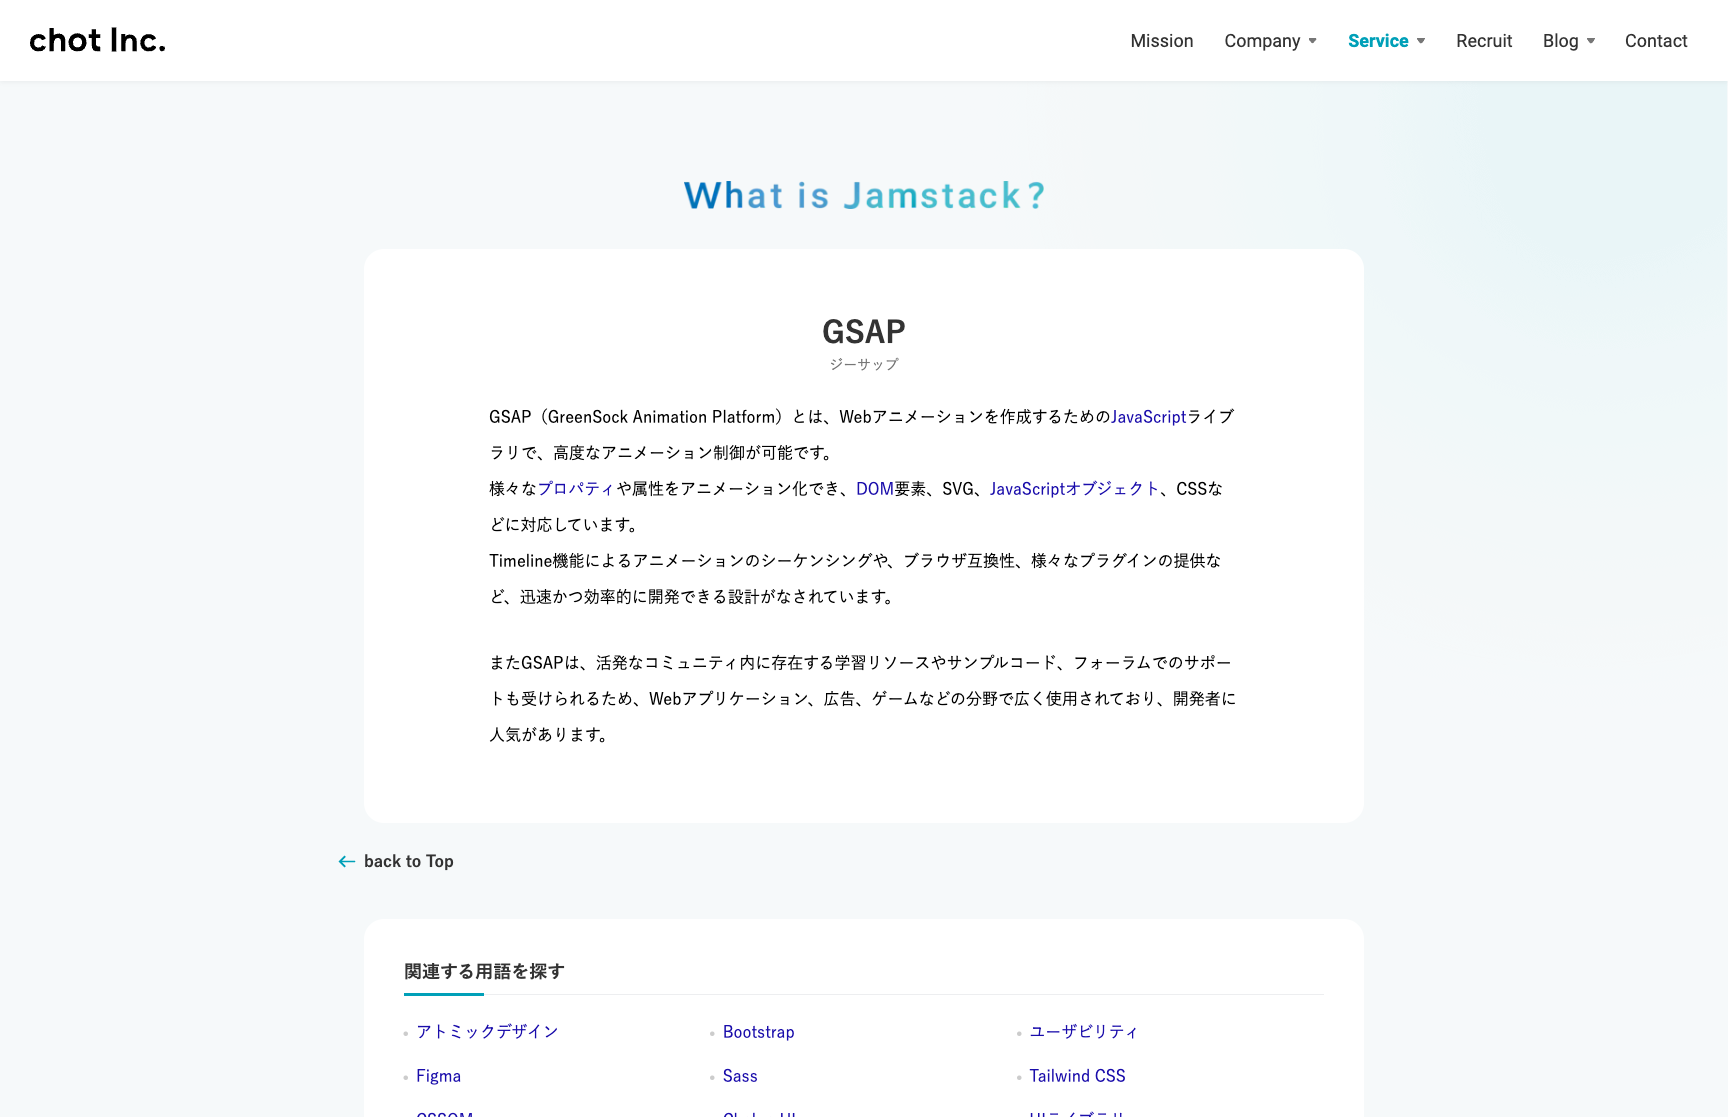 chot Inc.
Mission
Company
Service
Recruit
Blog
Contact
What is Jamstack?
GSAP
ジーサップ
GSAP（GreenSock Animation Platform）とは、Webアニメーションを作成するためのJavaScriptライブ
ラリで、高度なアニメーション制御が可能です。
様々なプロパティや属性をアニメーション化でき、DOM要素、SVG、JavaScriptオブジェクト、CSSな
どに対応しています。
Timeline機能によるアニメーションのシーケンシングや、ブラウザ互換性、様々なプラグインの提供な
ど、迅速かつ効率的に開発できる設計がなされています。
またGSAPは、活発なコミュニティ内に存在する学習リソースやサンプルコード、フォーラムでのサポー
トも受けられるため、Webアプリケーション、広告、ゲームなどの分野で広く使用されており、開発者に
人気があります。
back to Top
関連する用語を探す
アトミックデザイン
Bootstrap
ユーザビリティ
Figma
Sass
Tailwind CSS